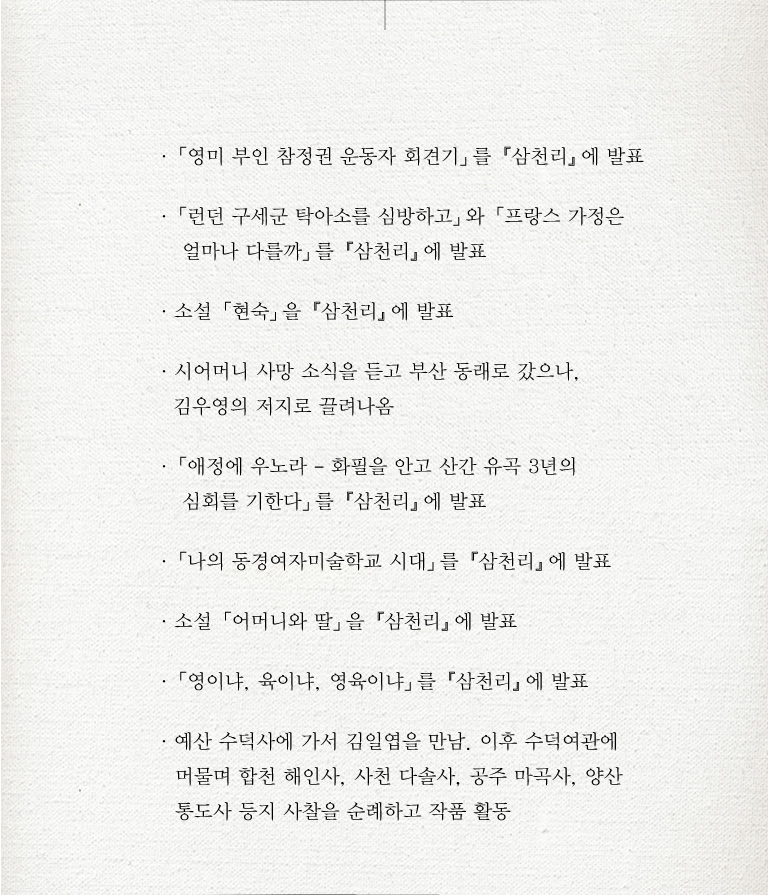 · 「영미 부인 참정권 운동자 회견기」를 『삼천리』에 발표
· 「런던 구세군 탁아소를 심방하고」와 「프랑스 가정은
얼마나 다를까」를 『삼천리』에 발표
· 소설 「현숙」을 『삼천리』에 발표
· 시어머니 사망 소식을 듣고 부산 동래로 갔으나,
김우영의 저지로 끌려나옴
· 「애정에 우노라 – 화필을 안고 산간 유곡 3년의
심회를 기한다」를 『삼천리』에 발표
· 「나의 동경여자미술학교 시대」를 『삼천리』에 발표
· 소설 「어머니와 딸」을 『삼천리』에 발표
· 「영이냐, 육이냐, 영육이냐」를 『삼천리』에 발표
· 예산 수덕사에 가서 김일엽을 만남. 이후 수덕여관에
머물며 합천 해인사, 사천 다솔사, 공주 마곡사, 양산
통도사 등지 사찰을 순례하고 작품 활동